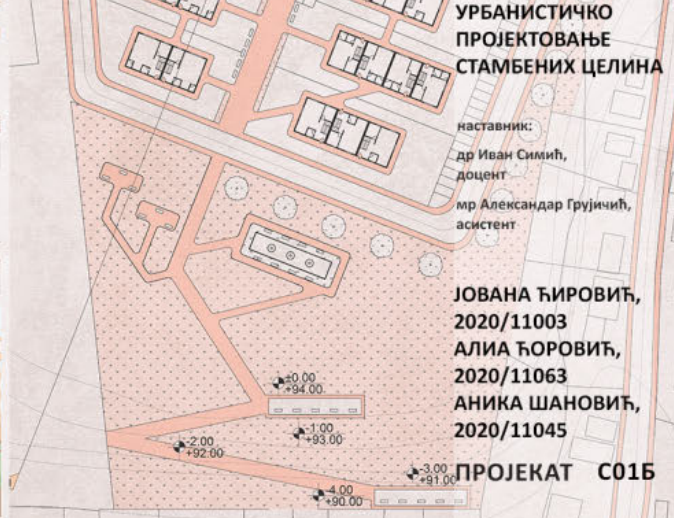 УРБАНИСТИЧКО
ПРОЈЕКТОВАЊЕ
СТАМБЕНИХ ЦЕЛИНА
наставник:
др Иван Симић,
доцент
мр Александар Грујичић,
асистент
ЈОВАНА ЋИРОВИЋ,
2020/11003
АЛИА ЋОРОВИЋ,
2020/11063
АНИКА ШАНОВИЋ,
2020/11045
ПРОЈЕКАТ С01Б
±0.00
+94.00
-1.00
+93.00
-2.00
+92.00
-3.00
+91.00
-4.00
+90.00